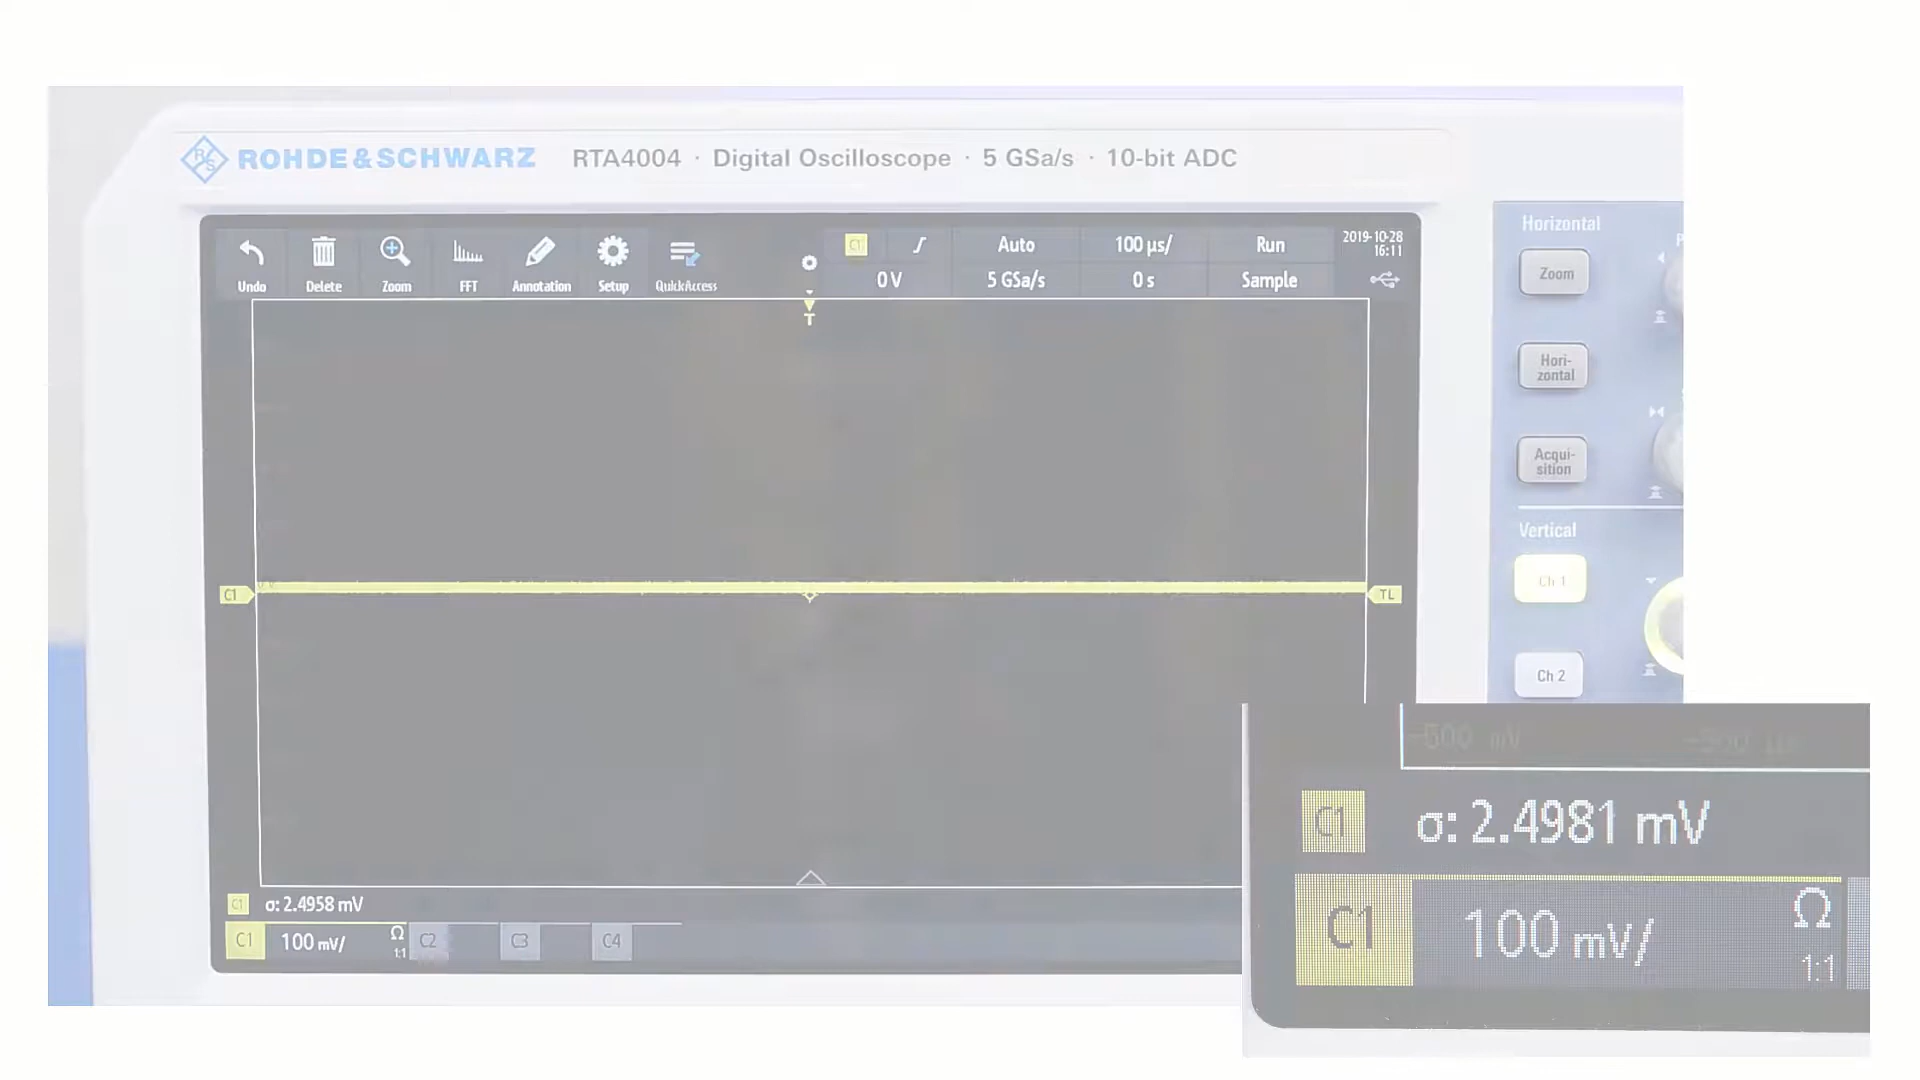 R&S ROHDE&SCHWARZ RTA4004 · Digital Oscilloscope · 5 GSa/s · 10-bit ADC
Undo Delete Zoom FFT Annotation Setup QuickAccess
C1 Auto 100 µs/ Run
0 V 5 GSa/s 0 s Sample
2019-10-28
16:11
T
C1
TL
C1 σ: 2.4958 mV
C1 100 mV/ Ω 1:1 C2 C3 C4
Horizontal
Zoom
Hori-
zontal
Acqui-
sition
Vertical
Ch 1
Ch 2
-500 mV
C1 σ: 2.4981 mV
C1 100 mV/ Ω
1:1